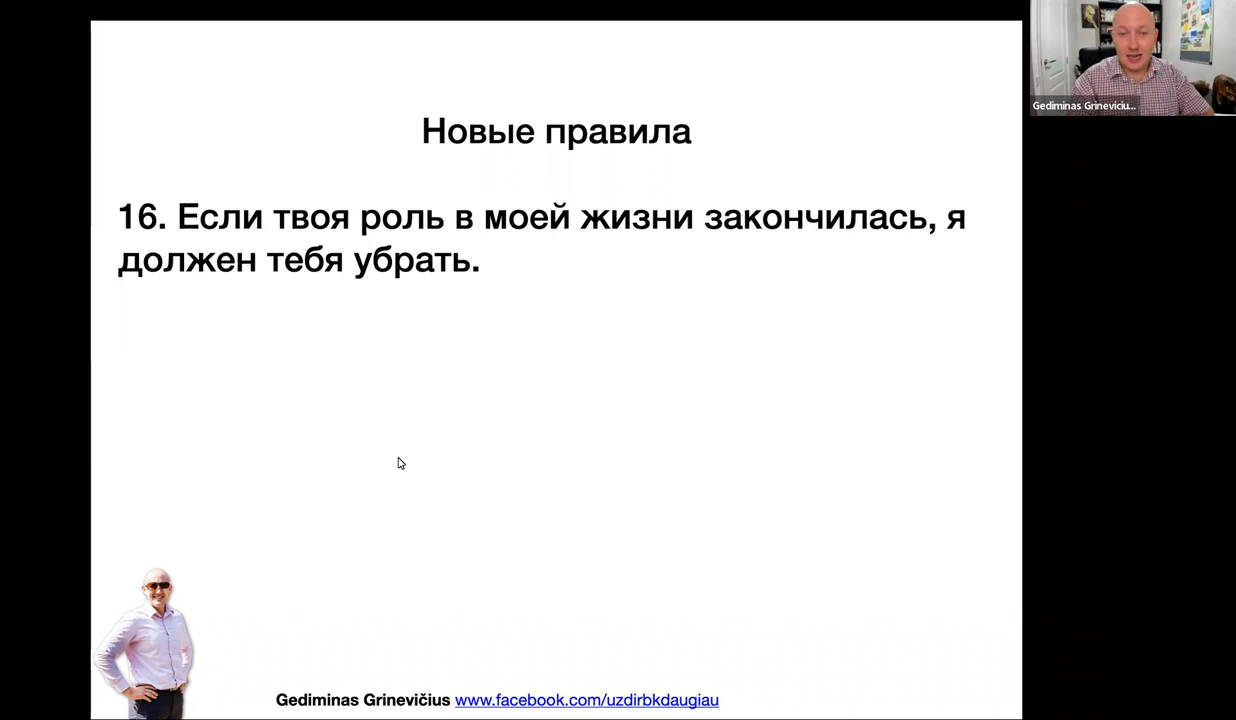 Gediminas Greneviciu...
Новые правила
16. Если твоя роль в моей жизни закончилась, я
должен тебя убрать.
Gediminas Grinevičius www.facebook.com/uzdirbkdaugiau